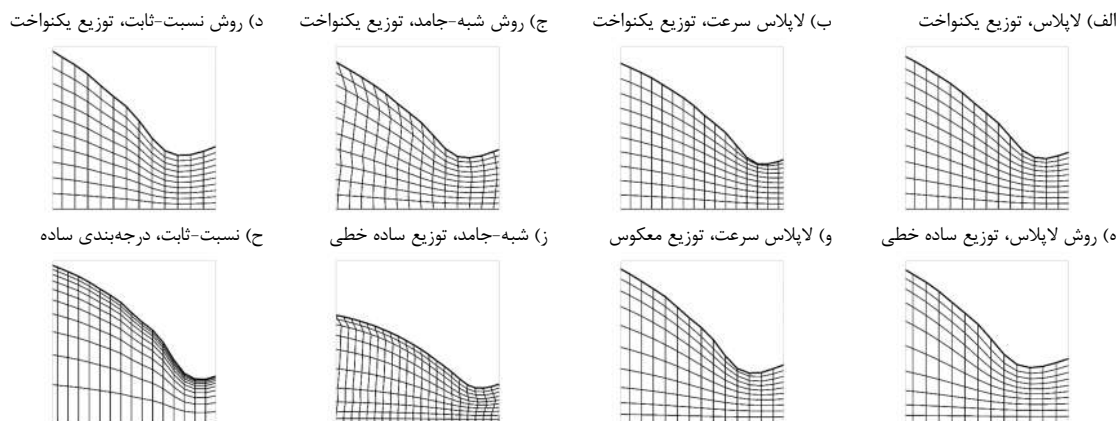 الف) لاپلاس، توزیع یکنواخت
ب) لاپلاس سرعت، توزیع یکنواخت
ج) روش شبه-جامد، توزیع یکنواخت
د) روش نسبت-ثابت، توزیع یکنواخت
ه) روش لاپلاس، توزیع ساده خطی
و) لاپلاس سرعت، توزیع معکوس
ز) شبه-جامد، توزیع ساده خطی
ح) نسبت-ثابت، درجه‌بندی ساده